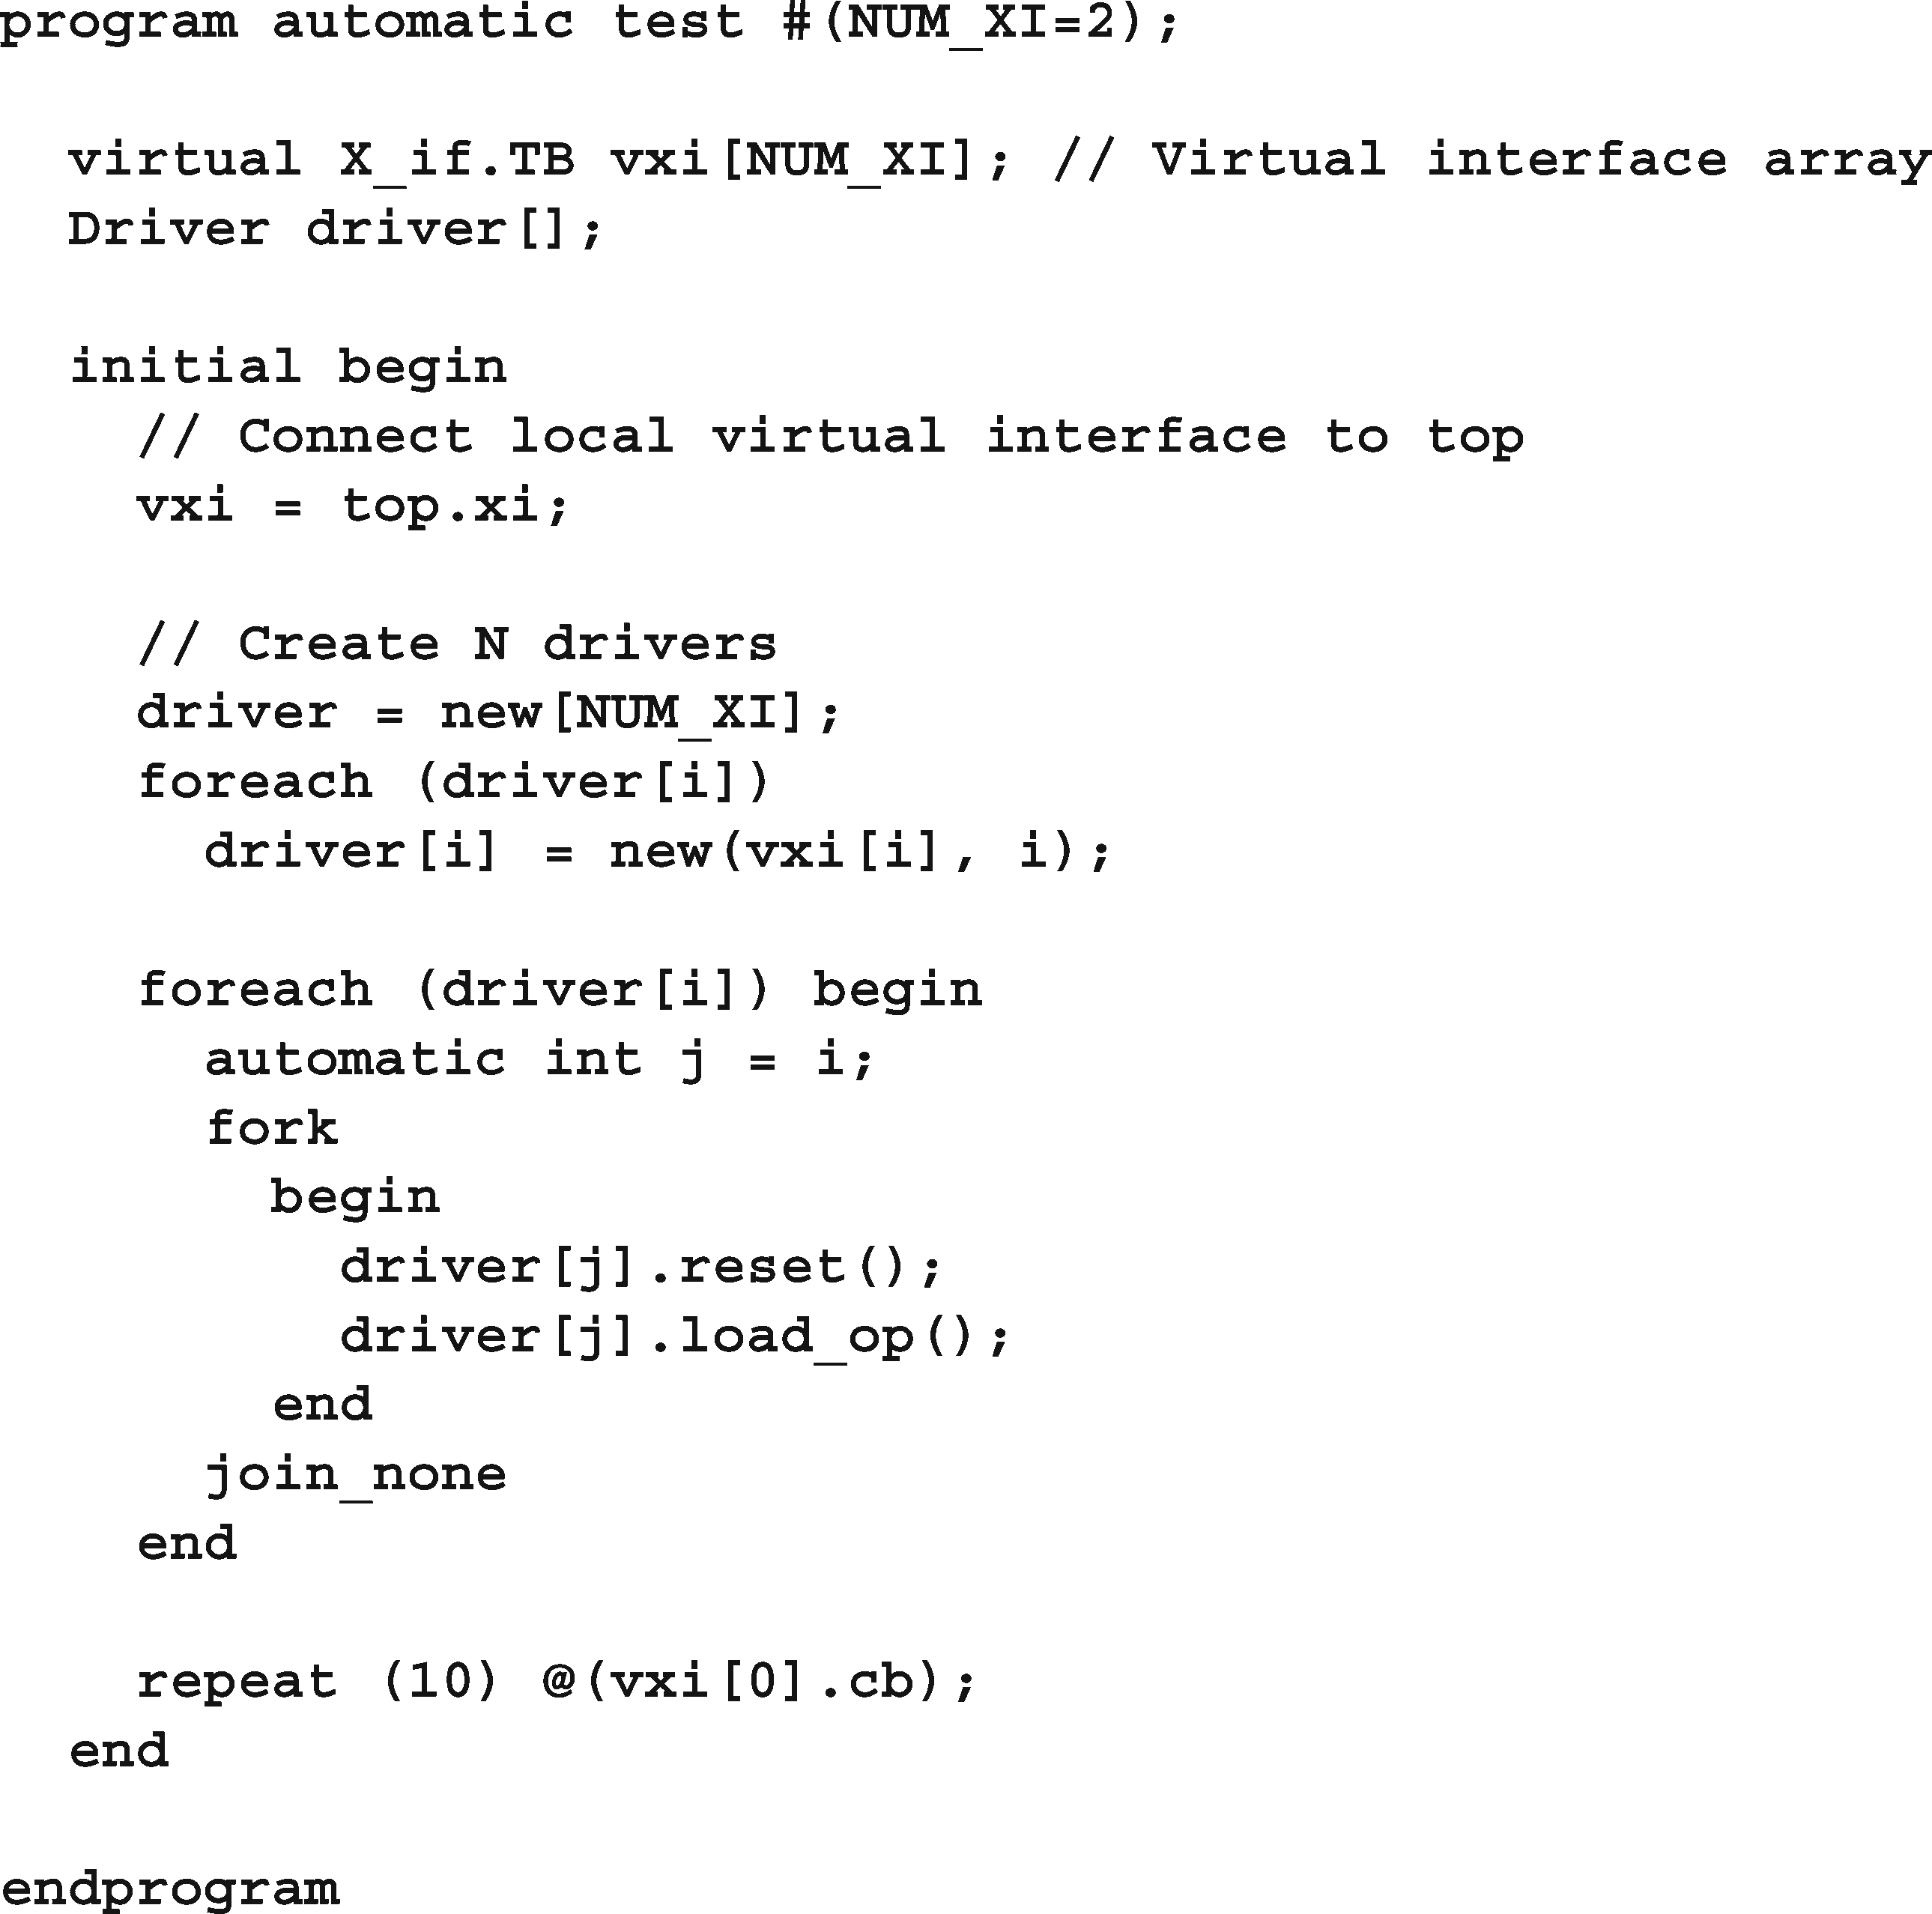 program automatic test #(NUM_XI=2);
virtual X_if.TB vxi[NUM_XI]; // Virtual interface array
Driver driver[];
initial begin
// Connect local virtual interface to top
vxi = top.xi;
// Create N drivers
driver = new[NUM_XI];
foreach (driver[i])
driver[i] = new(vxi[i], i);
foreach (driver[i]) begin
automatic int j = i;
fork
begin
driver[j].reset();
driver[j].load_op();
end
join_none
end
repeat (10) @(vxi[0].cb);
end
endprogram